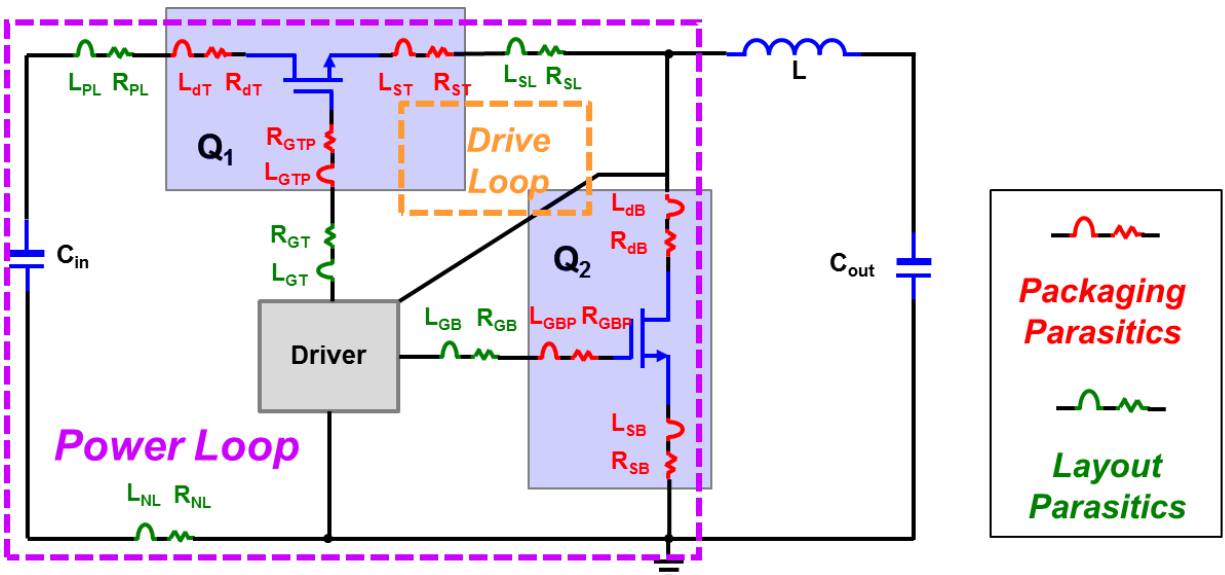 L_PL R_PL
L_dT R_dT
L_ST R_ST
L_SL R_SL
L
Q_1
R_GTP
L_GTP
Drive
Loop
R_GT
L_GT
C_in
L_dB
R_dB
Q_2
C_out
Driver
L_GB R_GB
L_GBP R_GBP
L_SB
R_SB
Power Loop
L_NL R_NL
Packaging
Parasitics
Layout
Parasitics